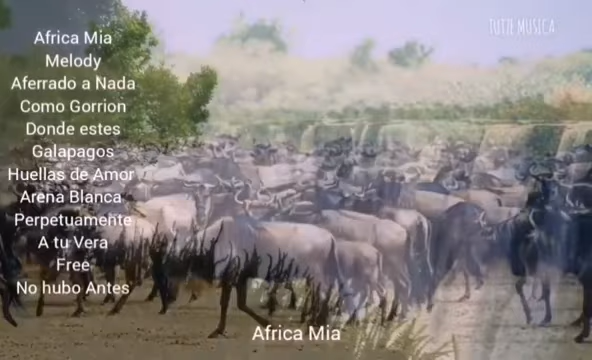 TUTTE MUSICA
Africa Mia
Melody
Aferrado a Nada
Como Gorrion
Donde estes
Galapagos
Huellas de Amor
Arena Blanca
Perpetuamente
A tu Vera
Free
No hubo Antes
Africa Mia